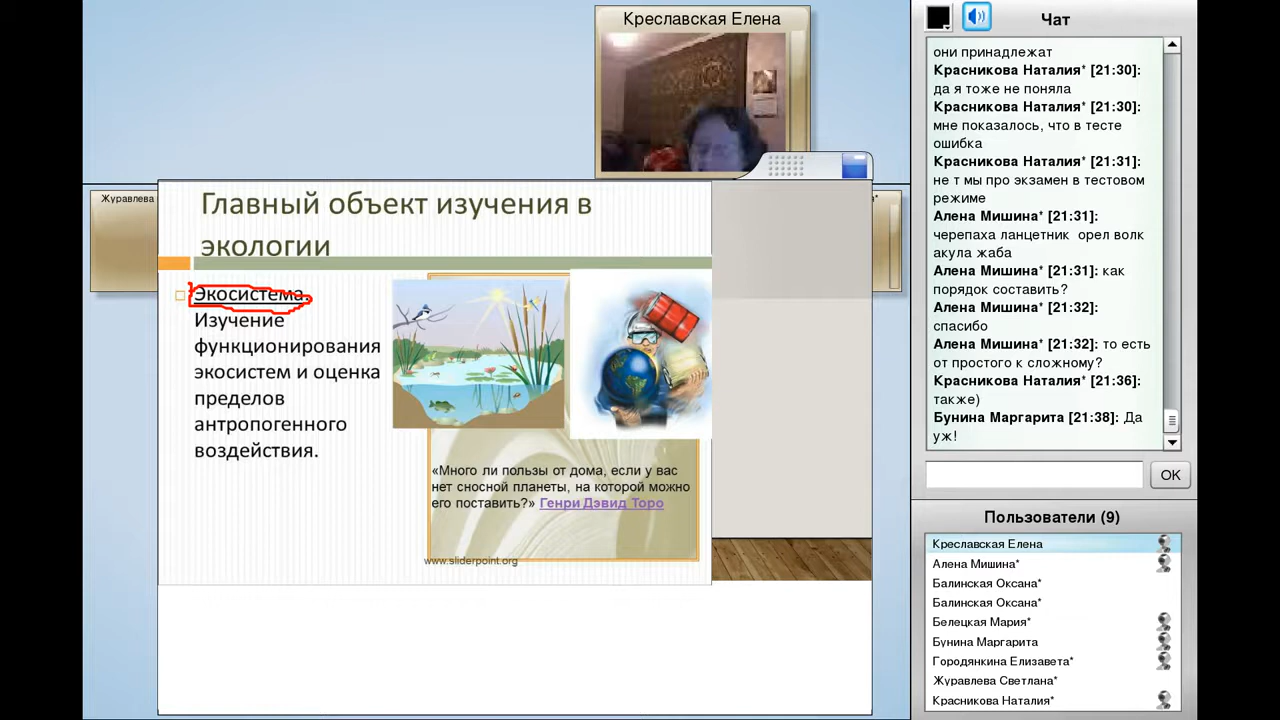 Креславская Елена
Журавлева
Главный объект изучения в
экологии
Экосистема.
Изучение
функционирования
экосистем и оценка
пределов
антропогенного
воздействия.
«Много ли пользы от дома, если у вас
нет сносной планеты, на которой можно
его поставить?» Генри Дэвид Торо
www.sliderpoint.org
Чат
они принадлежат
Красникова Наталия* [21:30]:
да я тоже не поняла
Красникова Наталия* [21:30]:
мне показалось, что в тесте
ошибка
Красникова Наталия* [21:31]:
не т мы про экзамен в тестовом
режиме
Алена Мишина* [21:31]:
черепаха ланцетник орел волк
акула жаба
Алена Мишина* [21:31]: как
порядок составить?
Алена Мишина* [21:32]:
спасибо
Алена Мишина* [21:32]: то есть
от простого к сложному?
Красникова Наталия* [21:36]:
также)
Бунина Маргарита [21:38]: Да
уж!
OK
Пользователи (9)
Креславская Елена
Алена Мишина*
Балинская Оксана*
Балинская Оксана*
Белецкая Мария*
Бунина Маргарита
Городянкина Елизавета*
Журавлева Светлана*
Красникова Наталия*